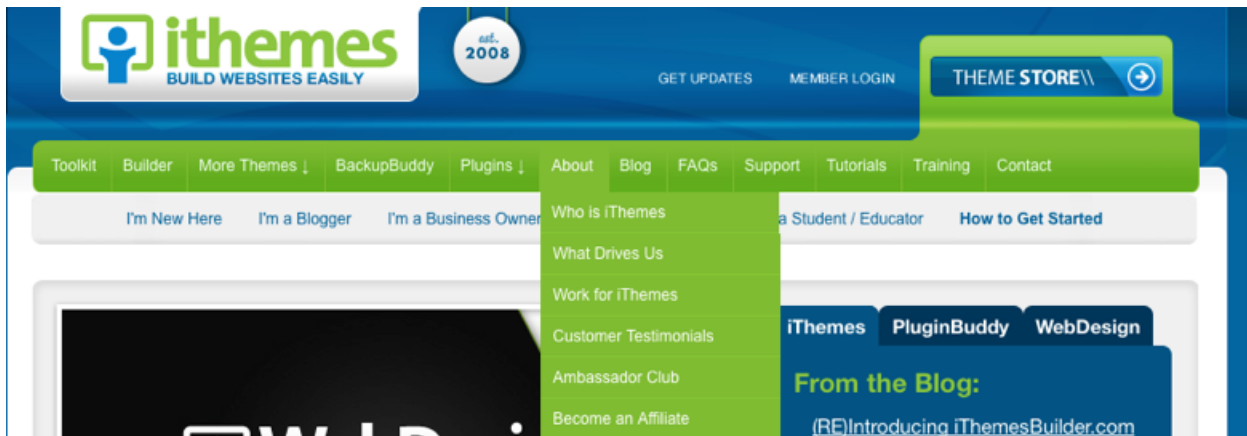 ithemes
BUILD WEBSITES EASILY
est.
2008
GET UPDATES
MEMBER LOGIN
THEME STORE\\
Toolkit
Builder
More Themes ↓
BackupBuddy
Plugins ↓
About
Blog
FAQs
Support
Tutorials
Training
Contact
I'm New Here
I'm a Blogger
I'm a Business Owner
a Student / Educator
How to Get Started
Who is iThemes
What Drives Us
Work for iThemes
Customer Testimonials
Ambassador Club
Become an Affiliate
iThemes
PluginBuddy
WebDesign
From the Blog:
(RE)Introducing iThemesBuilder.com